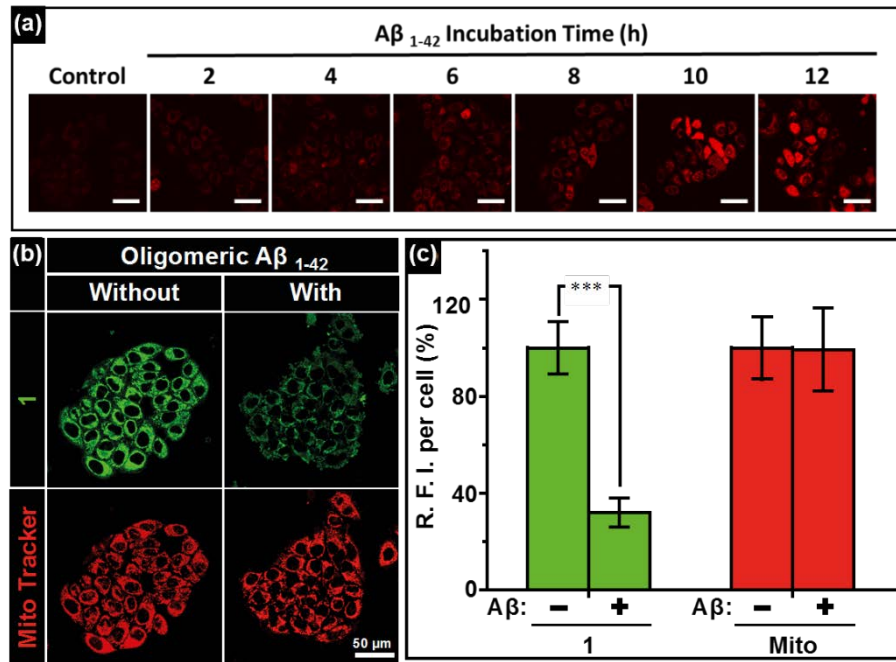 (a)
Aβ 1-42 Incubation Time (h)
Control 2 4 6 8 10 12
(b)
Oligomeric Aβ 1-42
Without With
1
Mito Tracker
50 μm
(c)
R. F. I. per cell (%)
120
80
40
0
***
Aβ: − + Aβ: − +
1 Mito